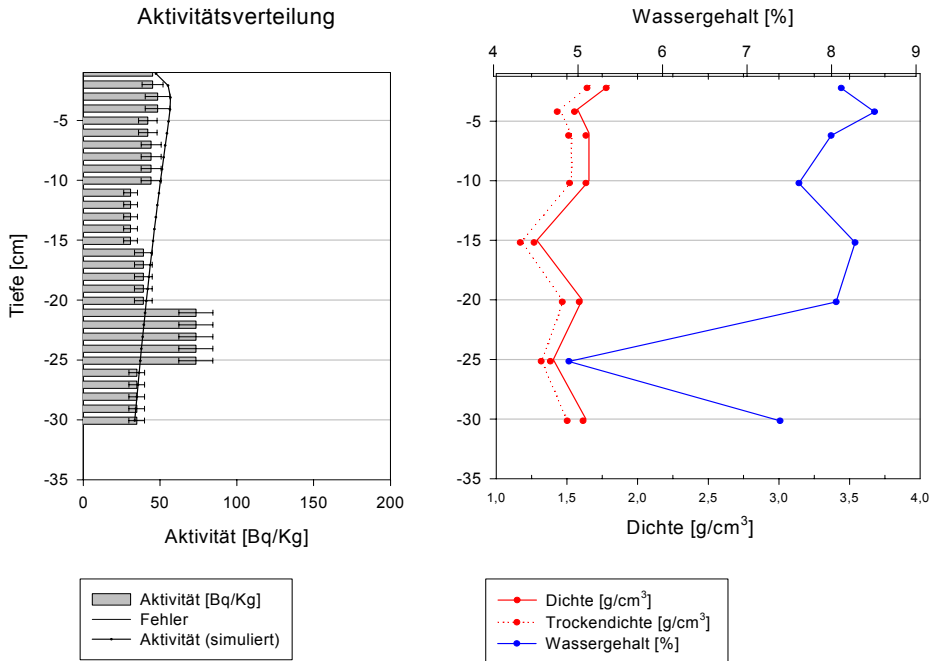 Aktivitätsverteilung
Tiefe [cm]
-5
-10
-15
-20
-25
-30
-35
0 50 100 150 200
Aktivität [Bq/Kg]
Aktivität [Bq/Kg]
Fehler
Aktivität (simuliert)
Wassergehalt [%]
4 5 6 7 8 9
-5
-10
-15
-20
-25
-30
-35
1,0 1,5 2,0 2,5 3,0 3,5 4,0
Dichte [g/cm³]
Dichte [g/cm³]
Trockendichte [g/cm³]
Wassergehalt [%]